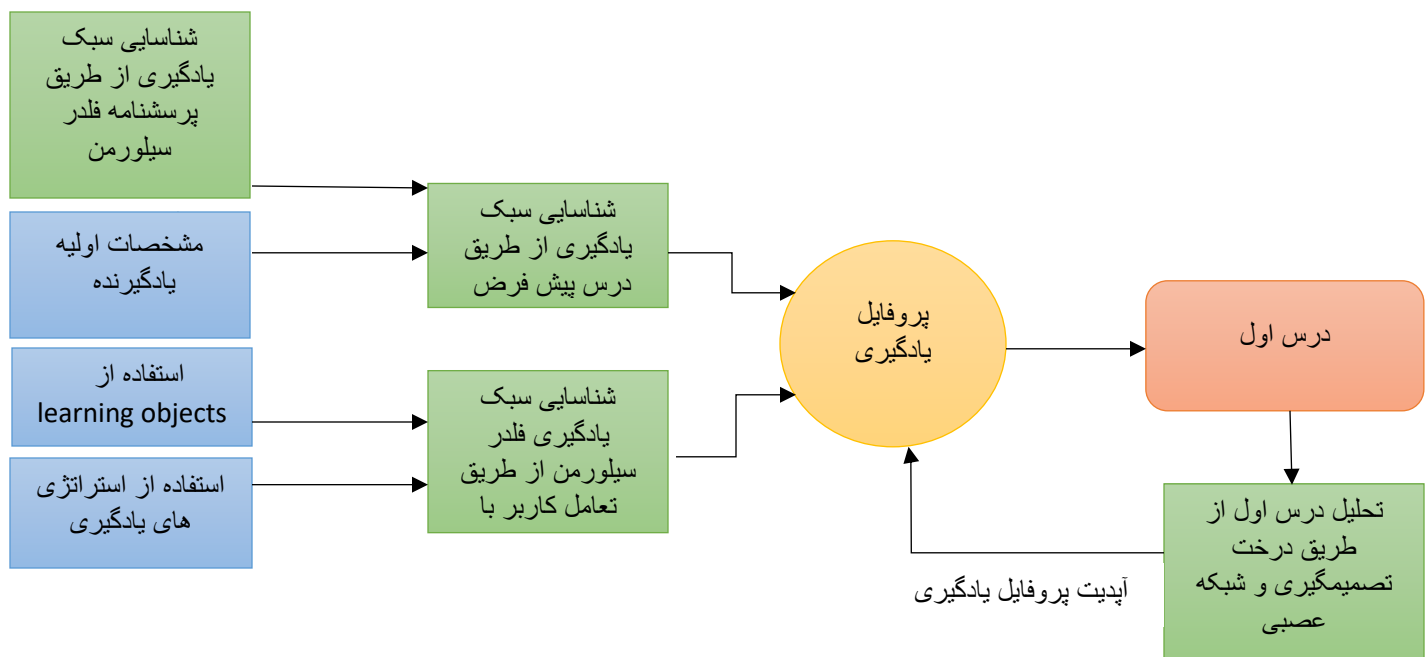 شناسایی سبک
یادگیری از طریق
پرسشنامه فلدر
سیلورمن
مشخصات اولیه
یادگیرنده
استفاده از
learning objects
استفاده از استراتژی
های یادگیری
شناسایی سبک
یادگیری از طریق
درس پیش فرض
شناسایی سبک
یادگیری فلدر
سیلورمن از طریق
تعامل کاربر با
پروفایل
یادگیری
درس اول
تحلیل درس اول از
طریق درخت
تصمیمگیری و شبکه
عصبی
آپدیت پروفایل یادگیری